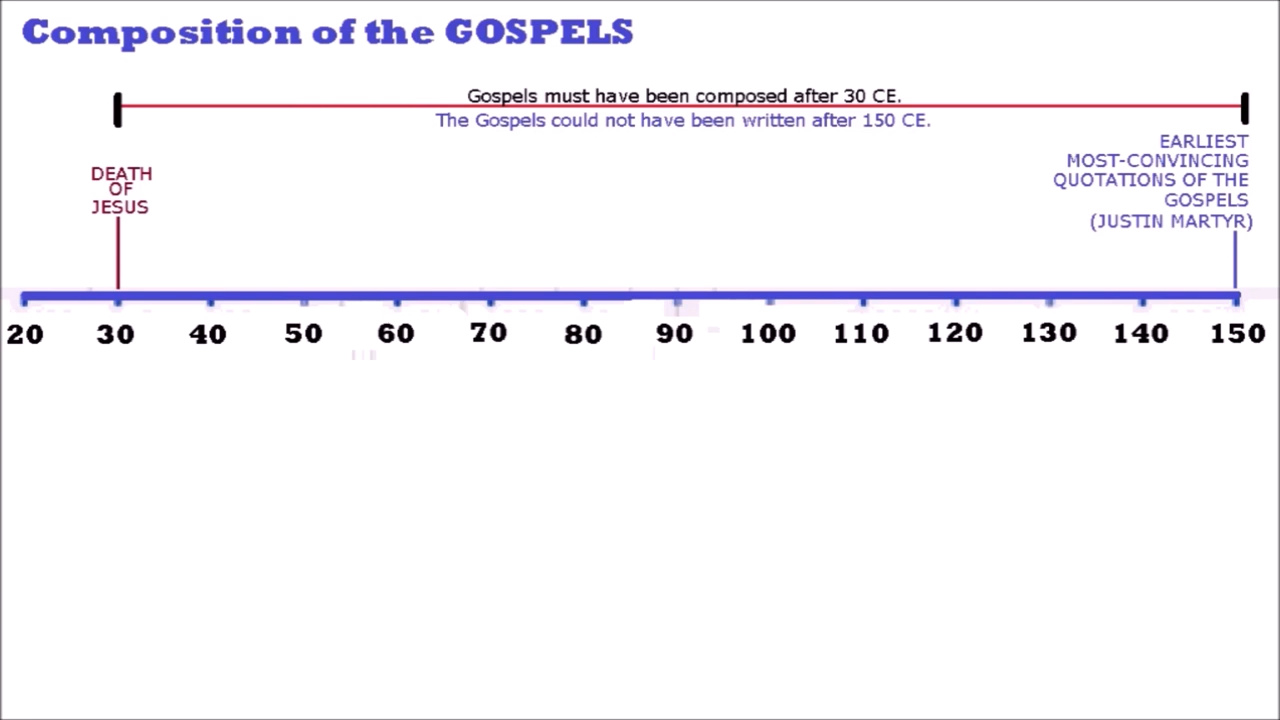 Composition of the GOSPELS
Gospels must have been composed after 30 CE.
The Gospels could not have been written after 150 CE.
DEATH
OF
JESUS
EARLIEST
MOST-CONVINCING
QUOTATIONS OF THE
GOSPELS
(JUSTIN MARTYR)
20 30 40 50 60 70 80 90 100 110 120 130 140 150